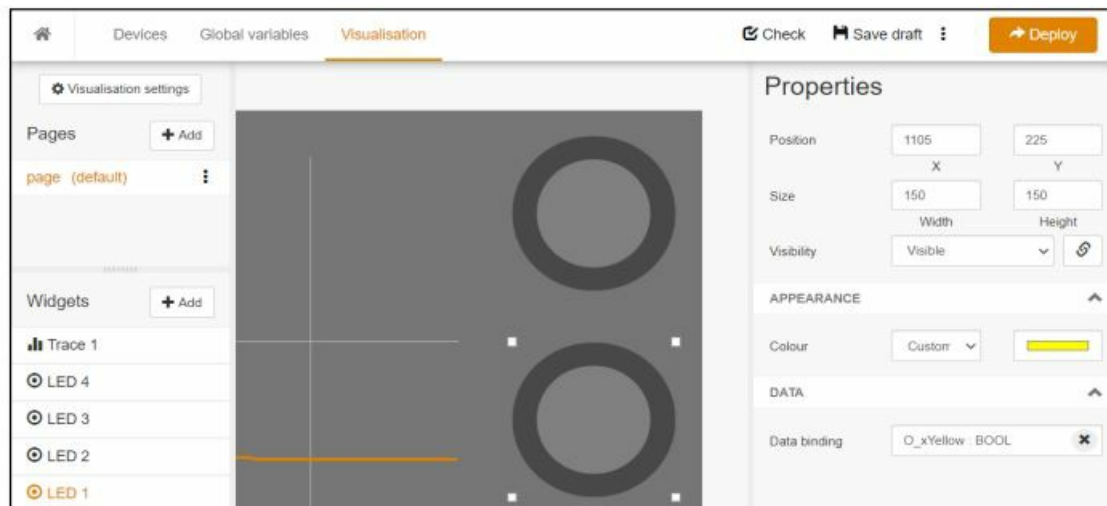 Devices Global variables Visualisation Check Save draft Deploy
Visualisation settings
Pages Add
page (default)
Widgets Add
Trace 1
LED 4
LED 3
LED 2
LED 1
Properties
Position 1105 225
X Y
Size 150 150
Width Height
Visibility Visible
APPEARANCE
Colour Custom
DATA
Data binding O_xYellow : BOOL